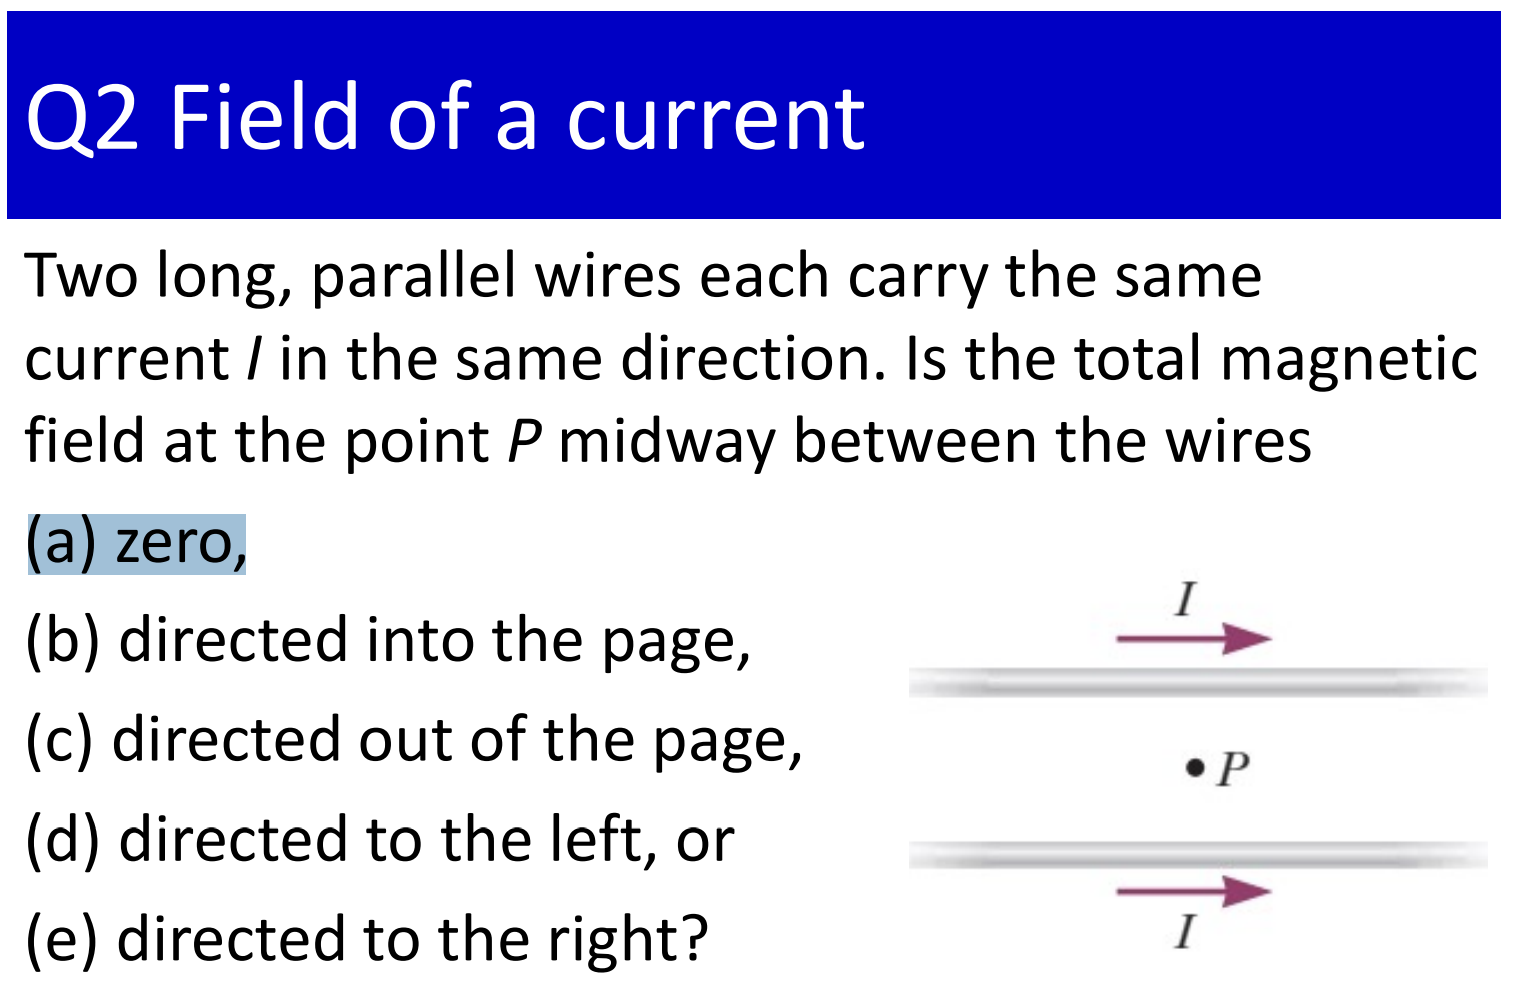 Q2 Field of a current
Two long, parallel wires each carry the same
current I in the same direction. Is the total magnetic
field at the point P midway between the wires
(a) zero,
(b) directed into the page,
(c) directed out of the page,
(d) directed to the left, or
(e) directed to the right?
I
P
I